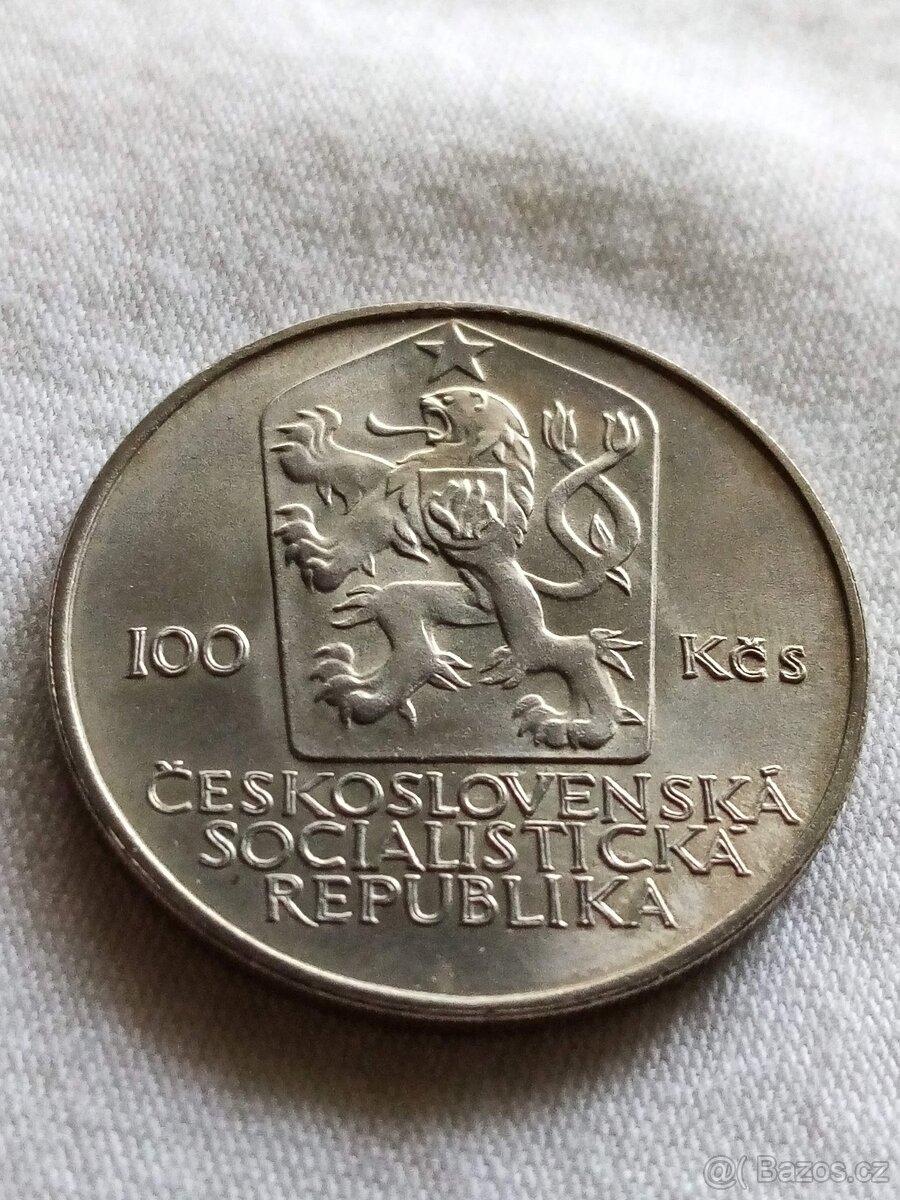 100 Kčs
ČESKOSLOVENSKÁ
SOCIALISTICKÁ
REPUBLIKA
@( Bazos.cz